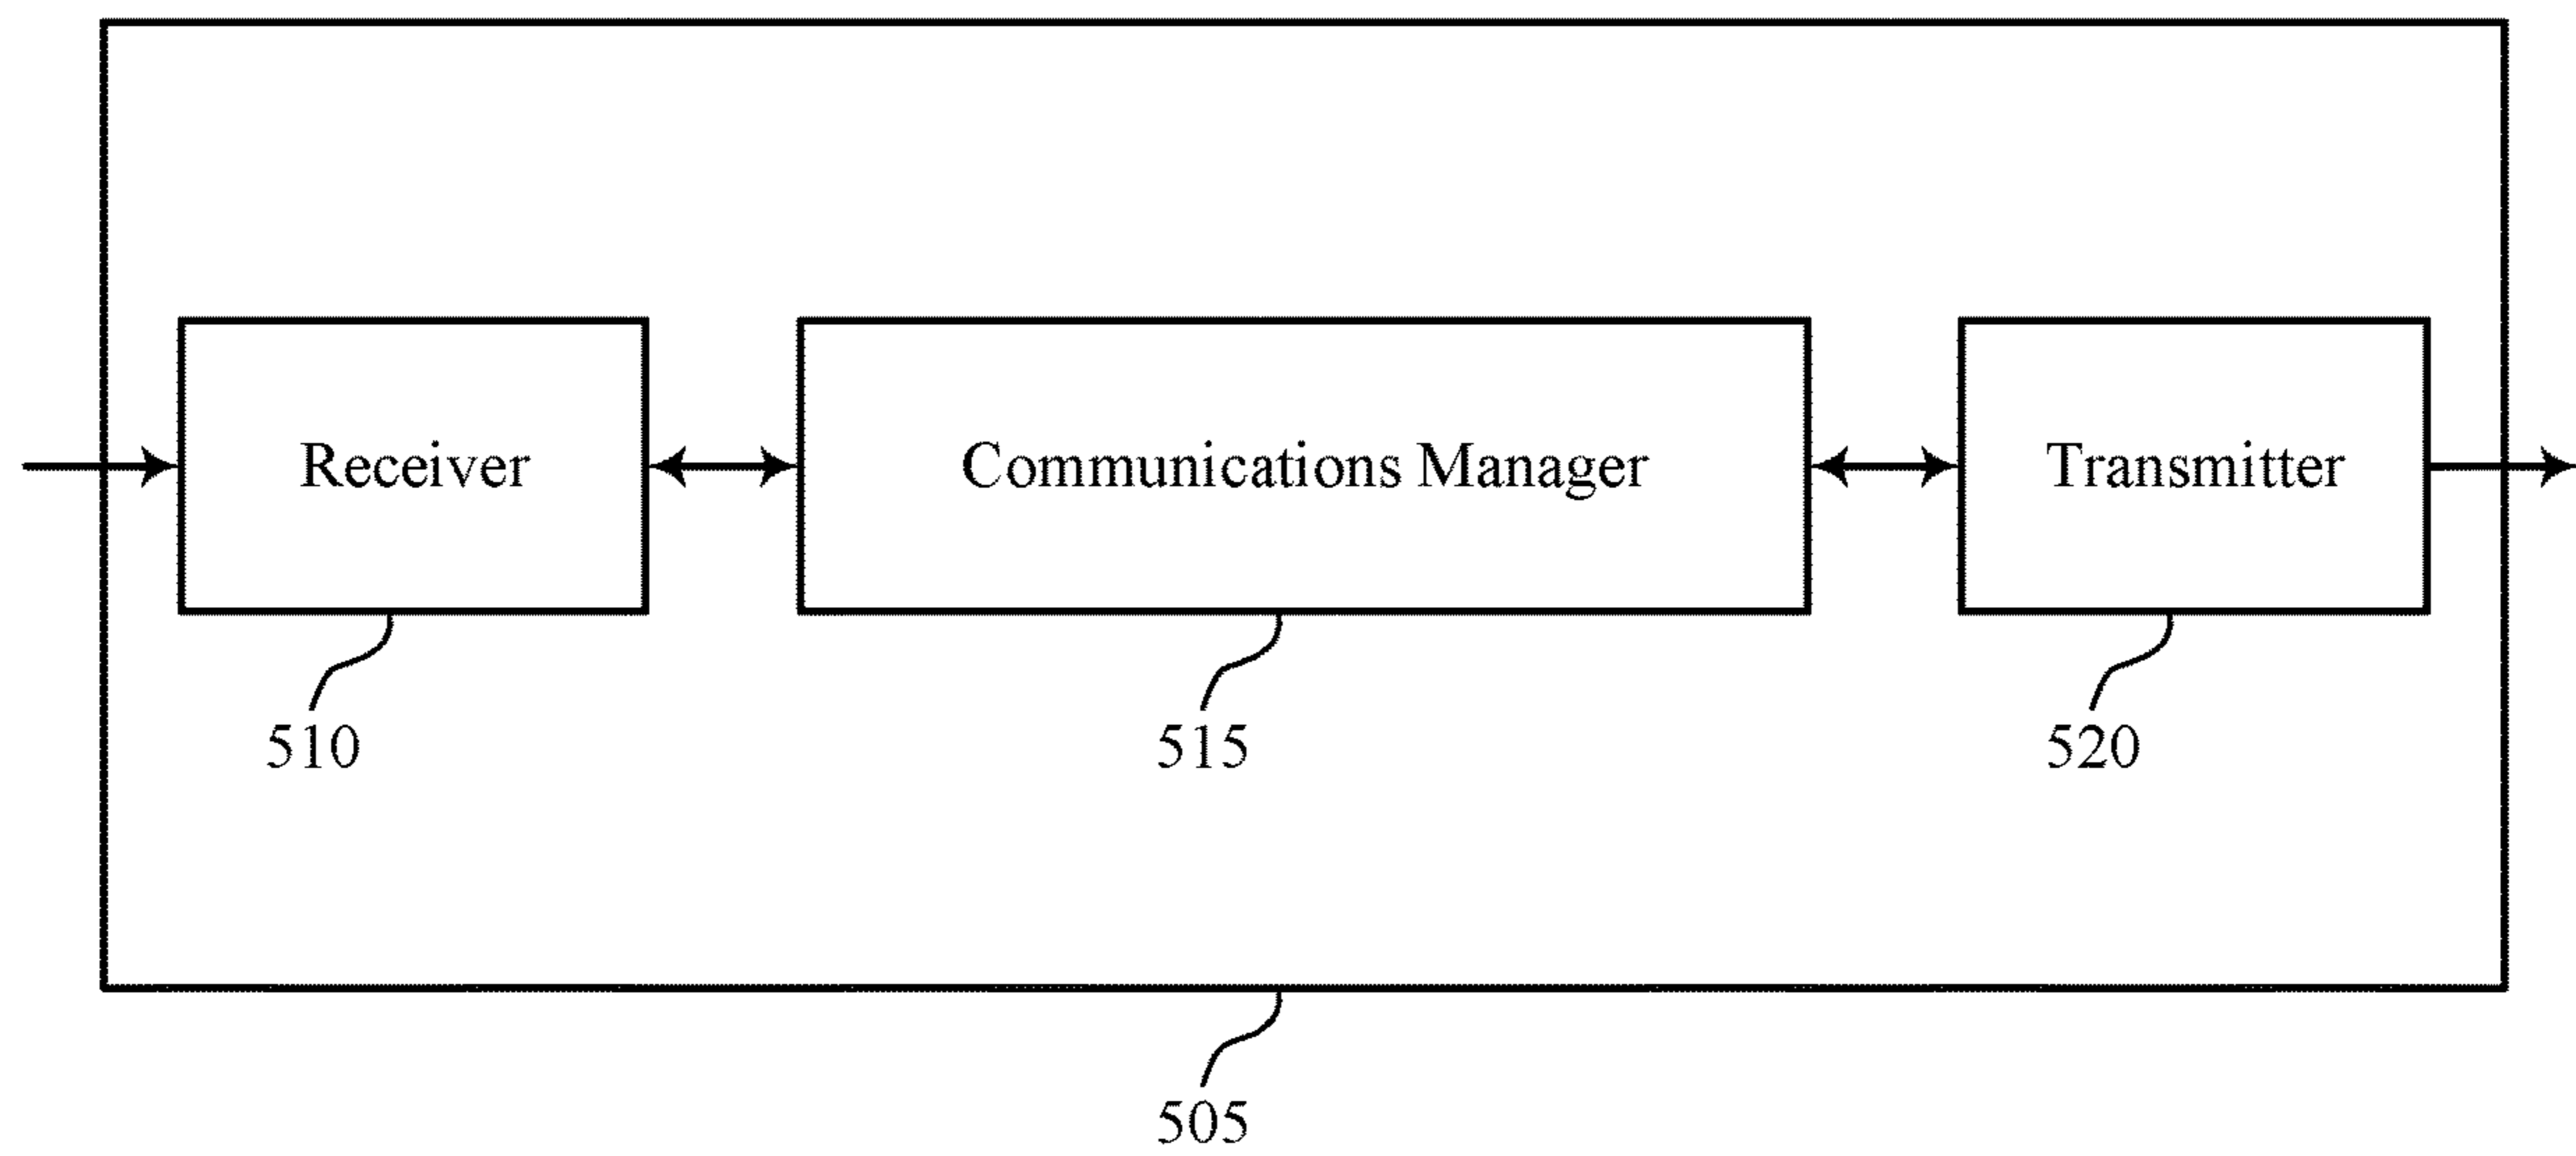 Receiver
Communications Manager
Transmitter
510
515
520
505